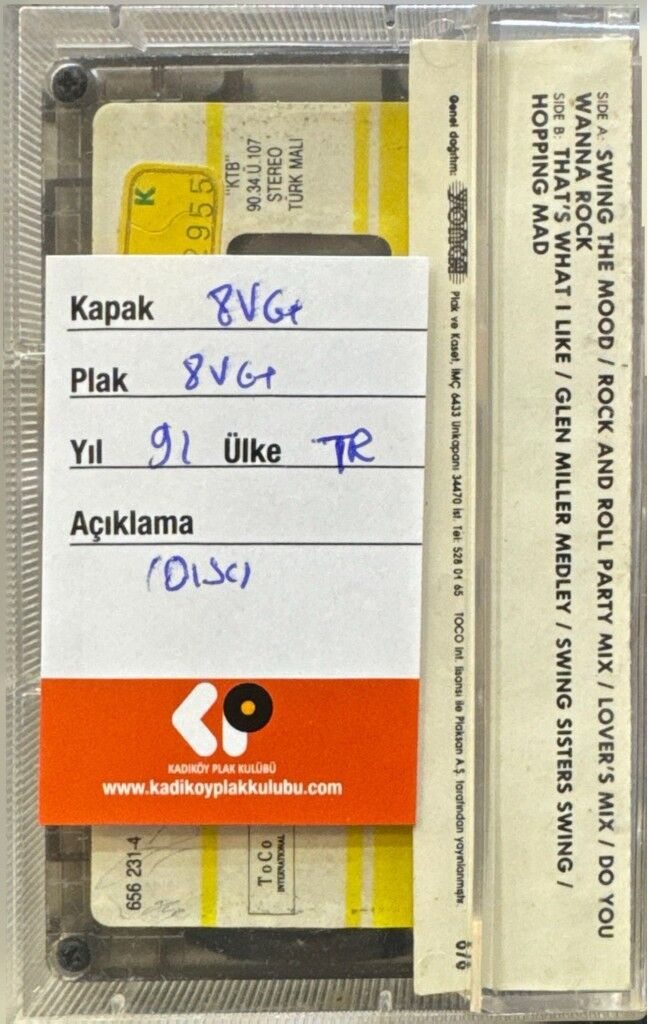 SIDE A: SWING THE MOOD / ROCK AND ROLL PARTY MIX / LOVER'S MIX / DO YOU
WANNA ROCK
SIDE B: THAT'S WHAT I LIKE / GLEN MILLER MEDLEY / SWING SISTERS SWING /
HOPPING MAD
Genel dağıtım: YONCA Plak ve Kaset, İMÇ 6433 Unkapanı 34470 İst. Tel: 528 01 65 TOCO Int. lisansı ile Plaksan A.Ş. tarafından yayınlanmıştır.
K
2955
"KTB"
90.34.Ü.107
STEREO
TÜRK MALI
Kapak 8VG+
Plak 8VG+
Yıl 91 Ülke TR
Açıklama
(DISC)
KADIKÖY PLAK KULÜBÜ
www.kadikoyplakkulubu.com
656 231-4
ToCo
INTERNATIONAL